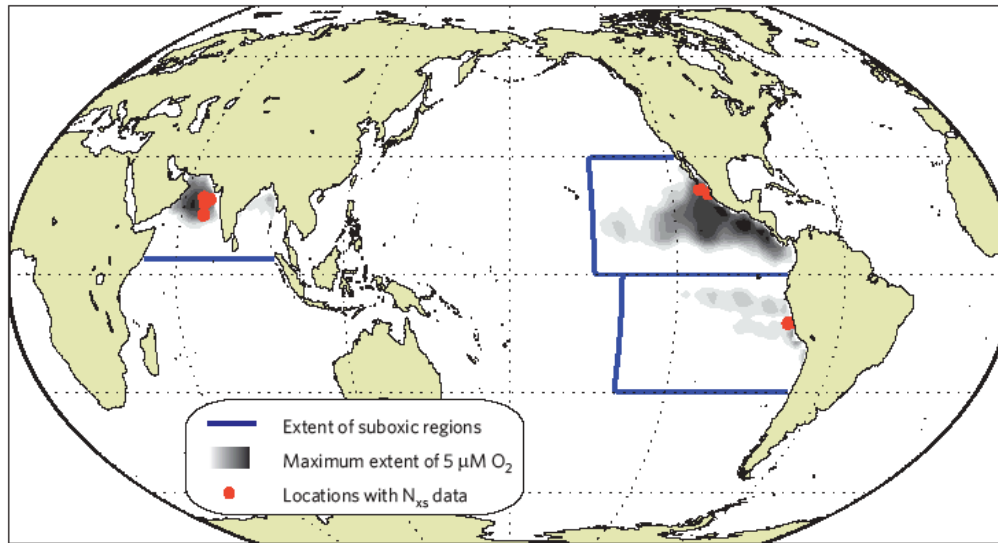 Extent of suboxic regions
Maximum extent of 5 µM O₂
Locations with Nₓₛ data